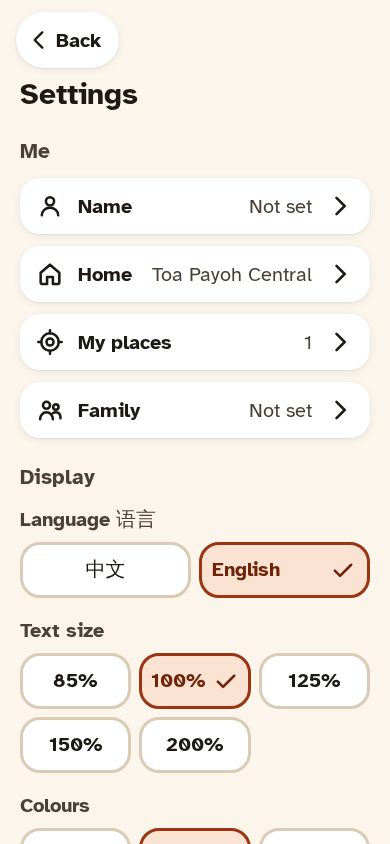 Back
Settings
Me
Name Not set
Home Toa Payoh Central
My places 1
Family Not set
Display
Language 语言
中文 English
Text size
85% 100% 125%
150% 200%
Colours